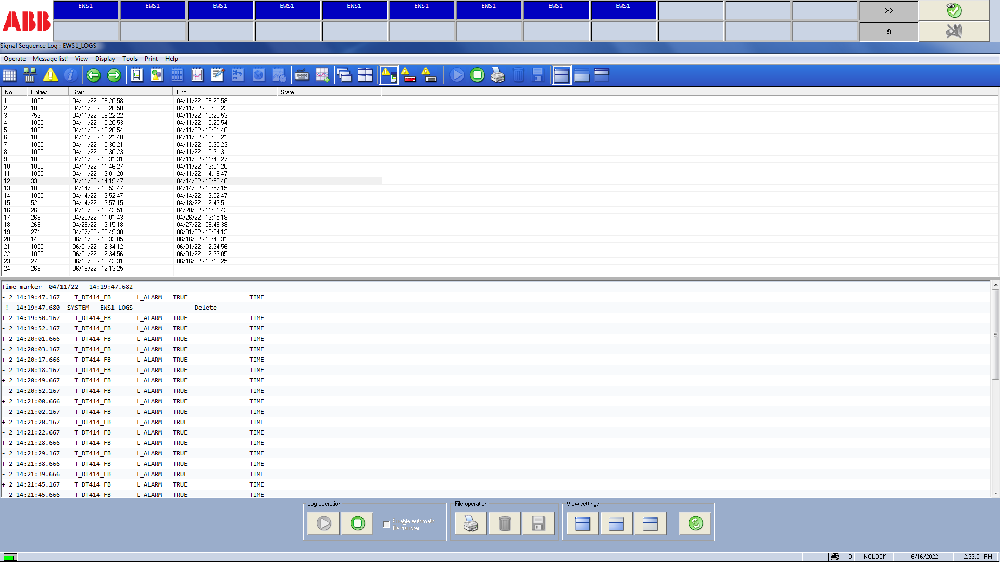 ABB
EWS1 EWS1 EWS1 EWS1 EWS1 EWS1 EWS1 EWS1 EWS1 >>
9
Signal Sequence Log : EWS1_LOGS
Operate Message list! View Display Tools Print Help
No. Entries Start End State
1 1000 04/11/22 - 09:20:58 04/11/22 - 09:20:58
2 1000 04/11/22 - 09:20:58 04/11/22 - 09:22:22
3 753 04/11/22 - 09:22:22 04/11/22 - 10:20:53
4 1000 04/11/22 - 10:20:53 04/11/22 - 10:20:54
5 1000 04/11/22 - 10:20:54 04/11/22 - 10:21:40
6 109 04/11/22 - 10:21:40 04/11/22 - 10:30:21
7 1000 04/11/22 - 10:30:21 04/11/22 - 10:30:23
8 1000 04/11/22 - 10:30:23 04/11/22 - 10:31:31
9 1000 04/11/22 - 10:31:31 04/11/22 - 11:46:27
10 1000 04/11/22 - 11:46:27 04/11/22 - 13:01:20
11 1000 04/11/22 - 13:01:20 04/11/22 - 14:19:47
12 33 04/11/22 - 14:19:47 04/14/22 - 13:52:46
13 1000 04/14/22 - 13:52:47 04/14/22 - 13:57:15
14 1000 04/14/22 - 13:52:47 04/14/22 - 13:52:47
15 52 04/14/22 - 13:57:15 04/18/22 - 12:43:51
16 269 04/18/22 - 12:43:51 04/20/22 - 11:01:43
17 269 04/20/22 - 11:01:43 04/26/22 - 13:15:18
18 269 04/26/22 - 13:15:18 04/27/22 - 09:49:38
19 271 04/27/22 - 09:49:38 06/01/22 - 12:34:12
20 146 06/01/22 - 12:33:05 06/16/22 - 10:42:31
21 1000 06/01/22 - 12:34:12 06/01/22 - 12:34:56
22 1000 06/01/22 - 12:34:56 06/01/22 - 12:33:05
23 273 06/16/22 - 10:42:31 06/16/22 - 12:13:25
24 269 06/16/22 - 12:13:25
Time marker 04/11/22 - 14:19:47.682
- 2 14:19:47.167 T_DT414_FB L_ALARM TRUE TIME
! 14:19:47.680 SYSTEM EWS1_LOGS Delete
+ 2 14:19:50.167 T_DT414_FB L_ALARM TRUE TIME
- 2 14:19:52.167 T_DT414_FB L_ALARM TRUE TIME
+ 2 14:20:01.666 T_DT414_FB L_ALARM TRUE TIME
- 2 14:20:03.167 T_DT414_FB L_ALARM TRUE TIME
+ 2 14:20:17.666 T_DT414_FB L_ALARM TRUE TIME
- 2 14:20:18.167 T_DT414_FB L_ALARM TRUE TIME
+ 2 14:20:49.667 T_DT414_FB L_ALARM TRUE TIME
- 2 14:20:52.167 T_DT414_FB L_ALARM TRUE TIME
+ 2 14:21:00.666 T_DT414_FB L_ALARM TRUE TIME
- 2 14:21:02.167 T_DT414_FB L_ALARM TRUE TIME
+ 2 14:21:20.167 T_DT414_FB L_ALARM TRUE TIME
- 2 14:21:22.667 T_DT414_FB L_ALARM TRUE TIME
+ 2 14:21:28.666 T_DT414_FB L_ALARM TRUE TIME
- 2 14:21:29.167 T_DT414_FB L_ALARM TRUE TIME
+ 2 14:21:38.666 T_DT414_FB L_ALARM TRUE TIME
- 2 14:21:39.666 T_DT414_FB L_ALARM TRUE TIME
+ 2 14:21:45.167 T_DT414_FB L_ALARM TRUE TIME
- 2 14:21:45.666 T_DT414_FB L_ALARM TRUE TIME
Log operation File operation View settings
Enable automatic
file transfer
0 NOLOCK 6/16/2022 12:33:01 PM